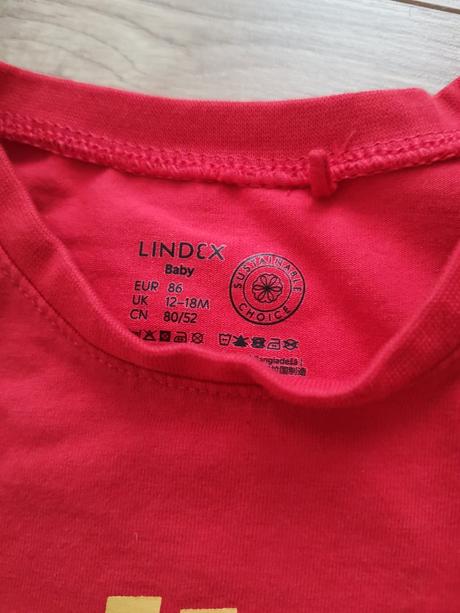 LINDEX
Baby
EUR 86
UK 12-18M
CN 80/52
SUSTAINABLE CHOICE